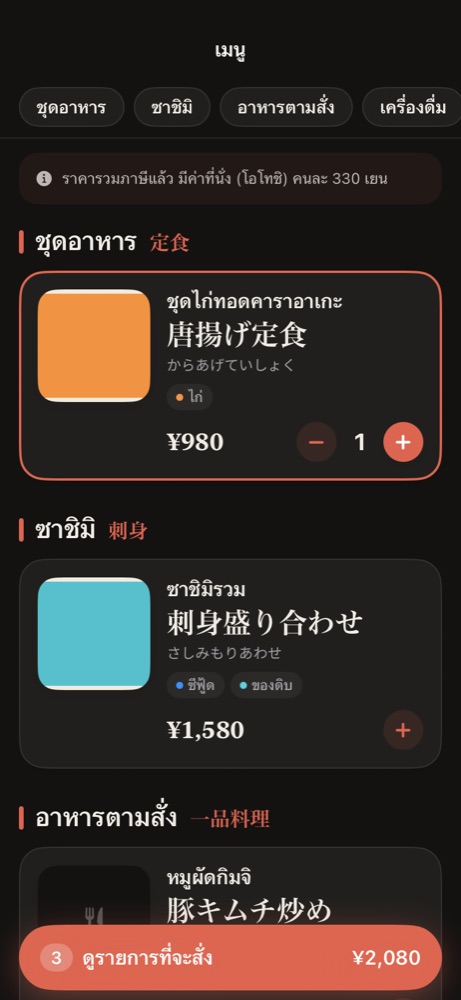 เมนู
ชุดอาหาร ซาชิมิ อาหารตามสั่ง เครื่องดื่ม
ราคารวมภาษีแล้ว มีค่าที่นั่ง (โอโทชิ) คนละ 330 เยน
ชุดอาหาร 定食
ชุดไก่ทอดคาราอาเกะ
唐揚げ定食
からあげていしょく
ไก่
¥980 − 1 +
ซาชิมิ 刺身
ซาชิมิรวม
刺身盛り合わせ
さしみもりあわせ
ซีฟู้ด ของดิบ
¥1,580 +
อาหารตามสั่ง 一品料理
หมูผัดกิมจิ
豚キムチ炒め
3 ดูรายการที่จะสั่ง ¥2,080